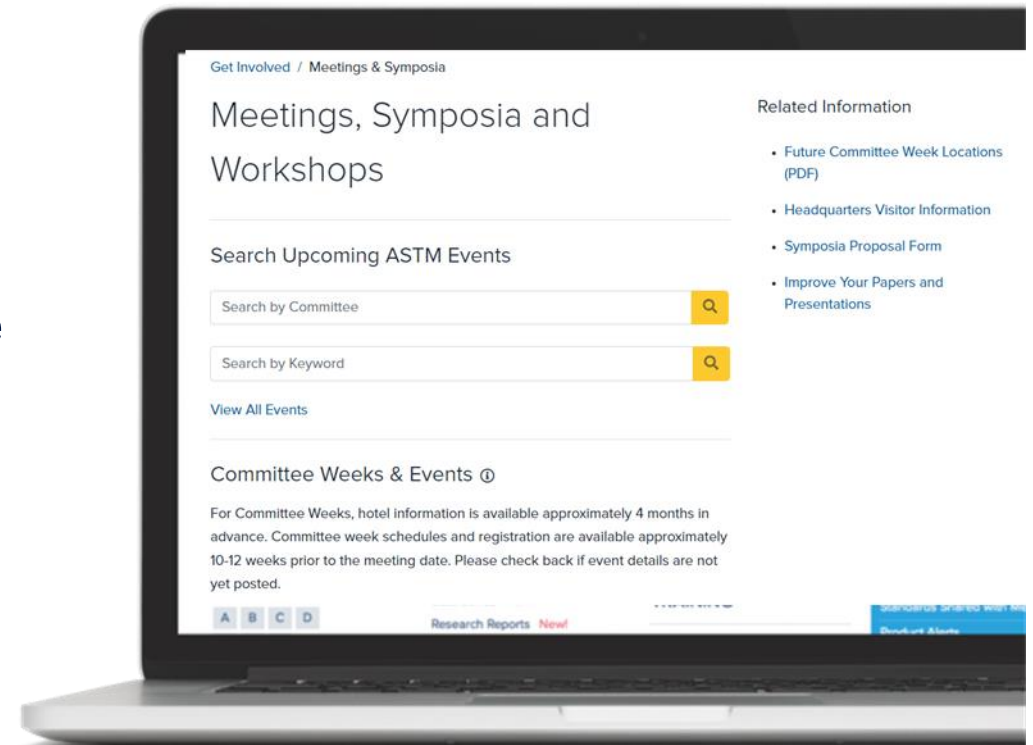 Get Involved / Meetings & Symposia
Meetings, Symposia and
Workshops
Search Upcoming ASTM Events
Search by Committee
Search by Keyword
View All Events
Committee Weeks & Events
For Committee Weeks, hotel information is available approximately 4 months in
advance. Committee week schedules and registration are available approximately
10-12 weeks prior to the meeting date. Please check back if event details are not
yet posted.
Related Information
• Future Committee Week Locations
(PDF)
• Headquarters Visitor Information
• Symposia Proposal Form
• Improve Your Papers and
Presentations
A B C D
Research Reports New!
Standards Shared with
Product Alerts